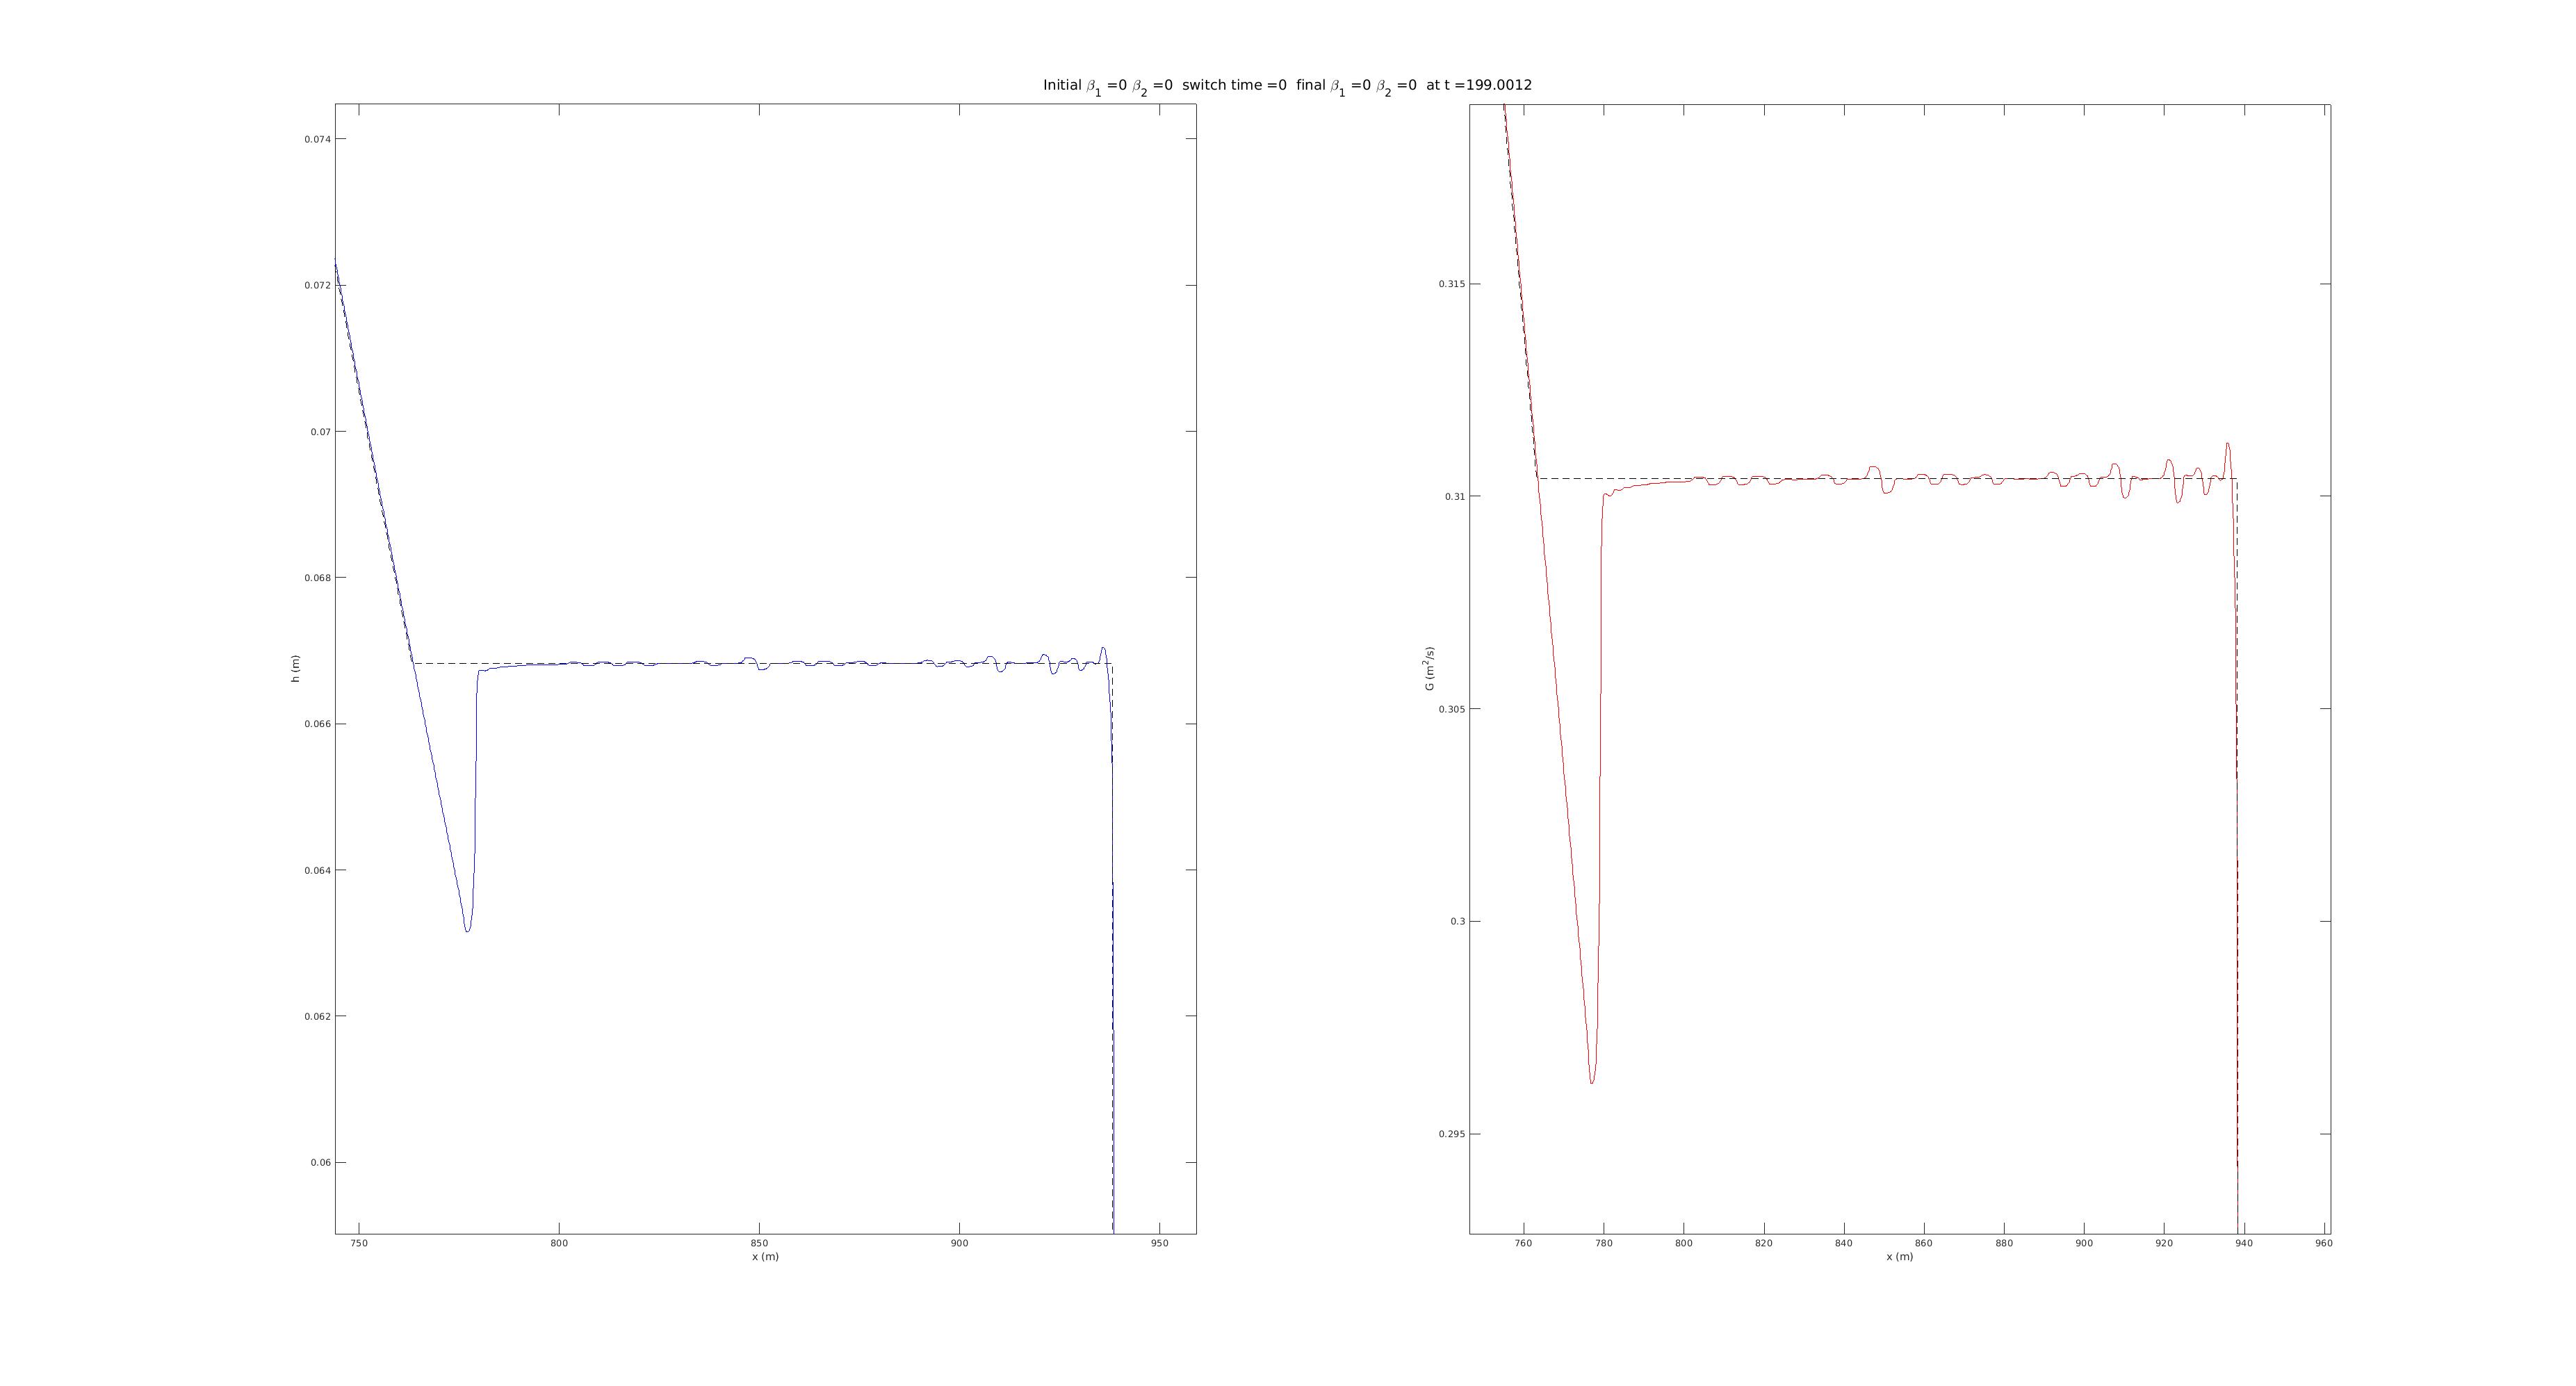 Initial β1 =0 β2 =0  switch time =0  final β1 =0 β2 =0  at t =199.0012
0.074
0.072
0.07
0.068
0.066
0.064
0.062
0.06
h (m)
750 800 850 900 950
x (m)
0.315
0.31
0.305
0.3
0.295
G (m²/s)
760 780 800 820 840 860 880 900 920 940 960
x (m)